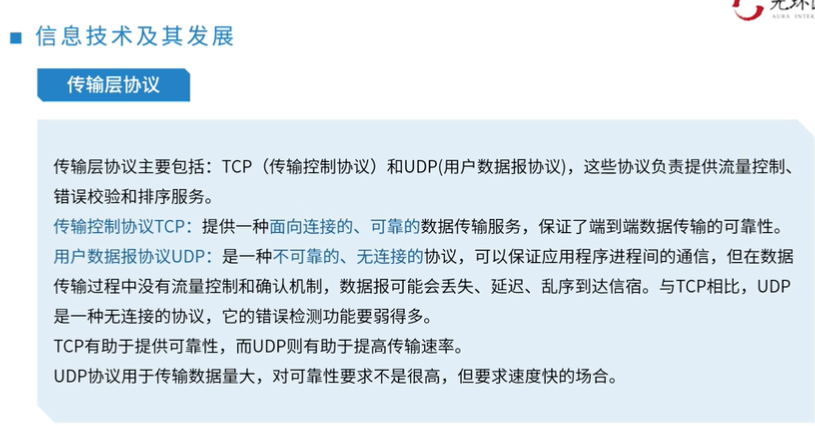 信息技术及其发展
传输层协议
传输层协议主要包括：TCP（传输控制协议）和UDP(用户数据报协议)，这些协议负责提供流量控制、
错误校验和排序服务。
传输控制协议TCP：提供一种面向连接的、可靠的数据传输服务，保证了端到端数据传输的可靠性。
用户数据报协议UDP：是一种不可靠的、无连接的协议，可以保证应用程序进程间的通信，但在数据
传输过程中没有流量控制和确认机制，数据报可能会丢失、延迟、乱序到达信宿。与TCP相比，UDP
是一种无连接的协议，它的错误检测功能要弱得多。
TCP有助于提供可靠性，而UDP则有助于提高传输速率。
UDP协议用于传输数据量大，对可靠性要求不是很高，但要求速度快的场合。